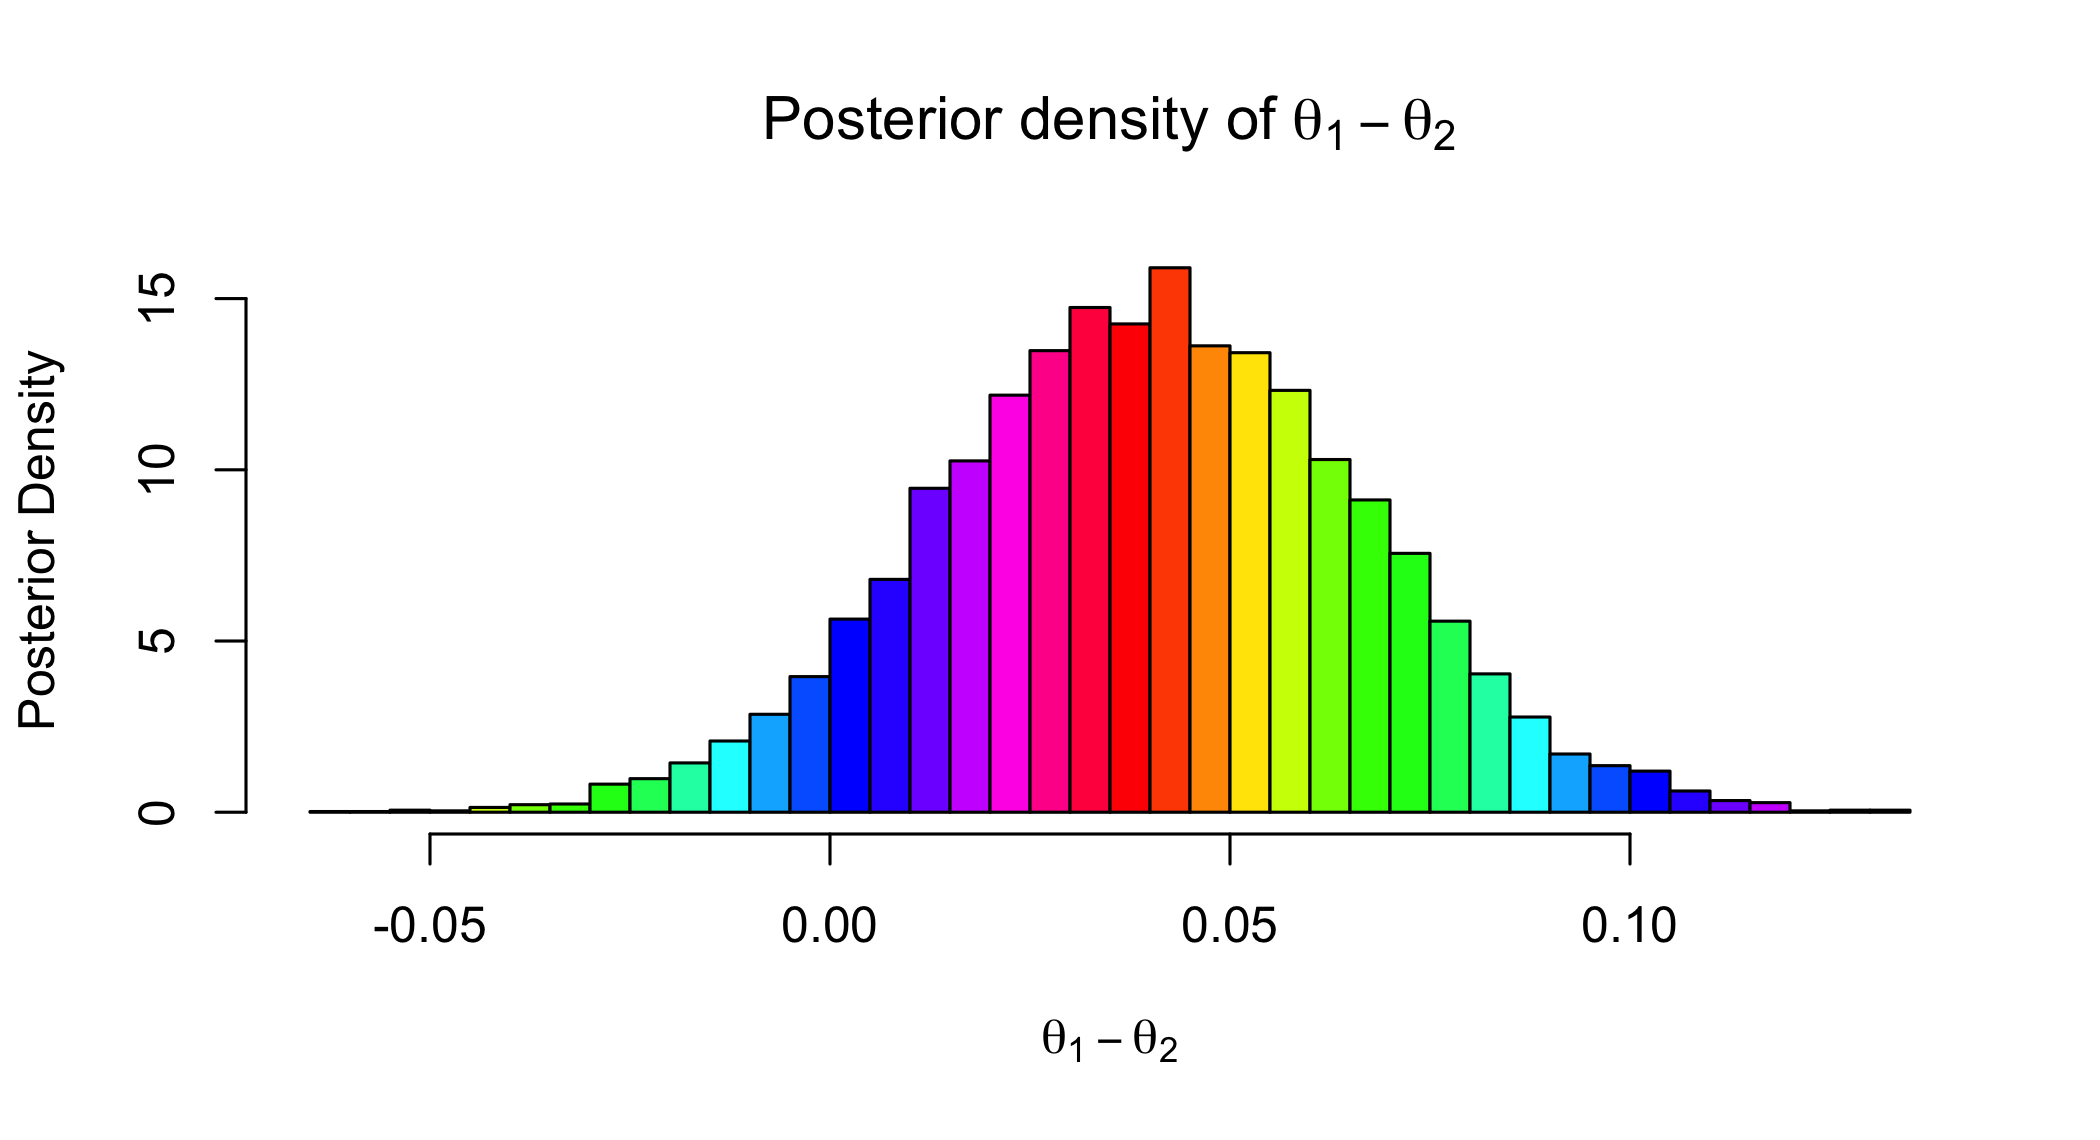 Posterior density of θ₁ – θ₂
Posterior Density
15
10
5
0
-0.05 0.00 0.05 0.10
θ₁ – θ₂